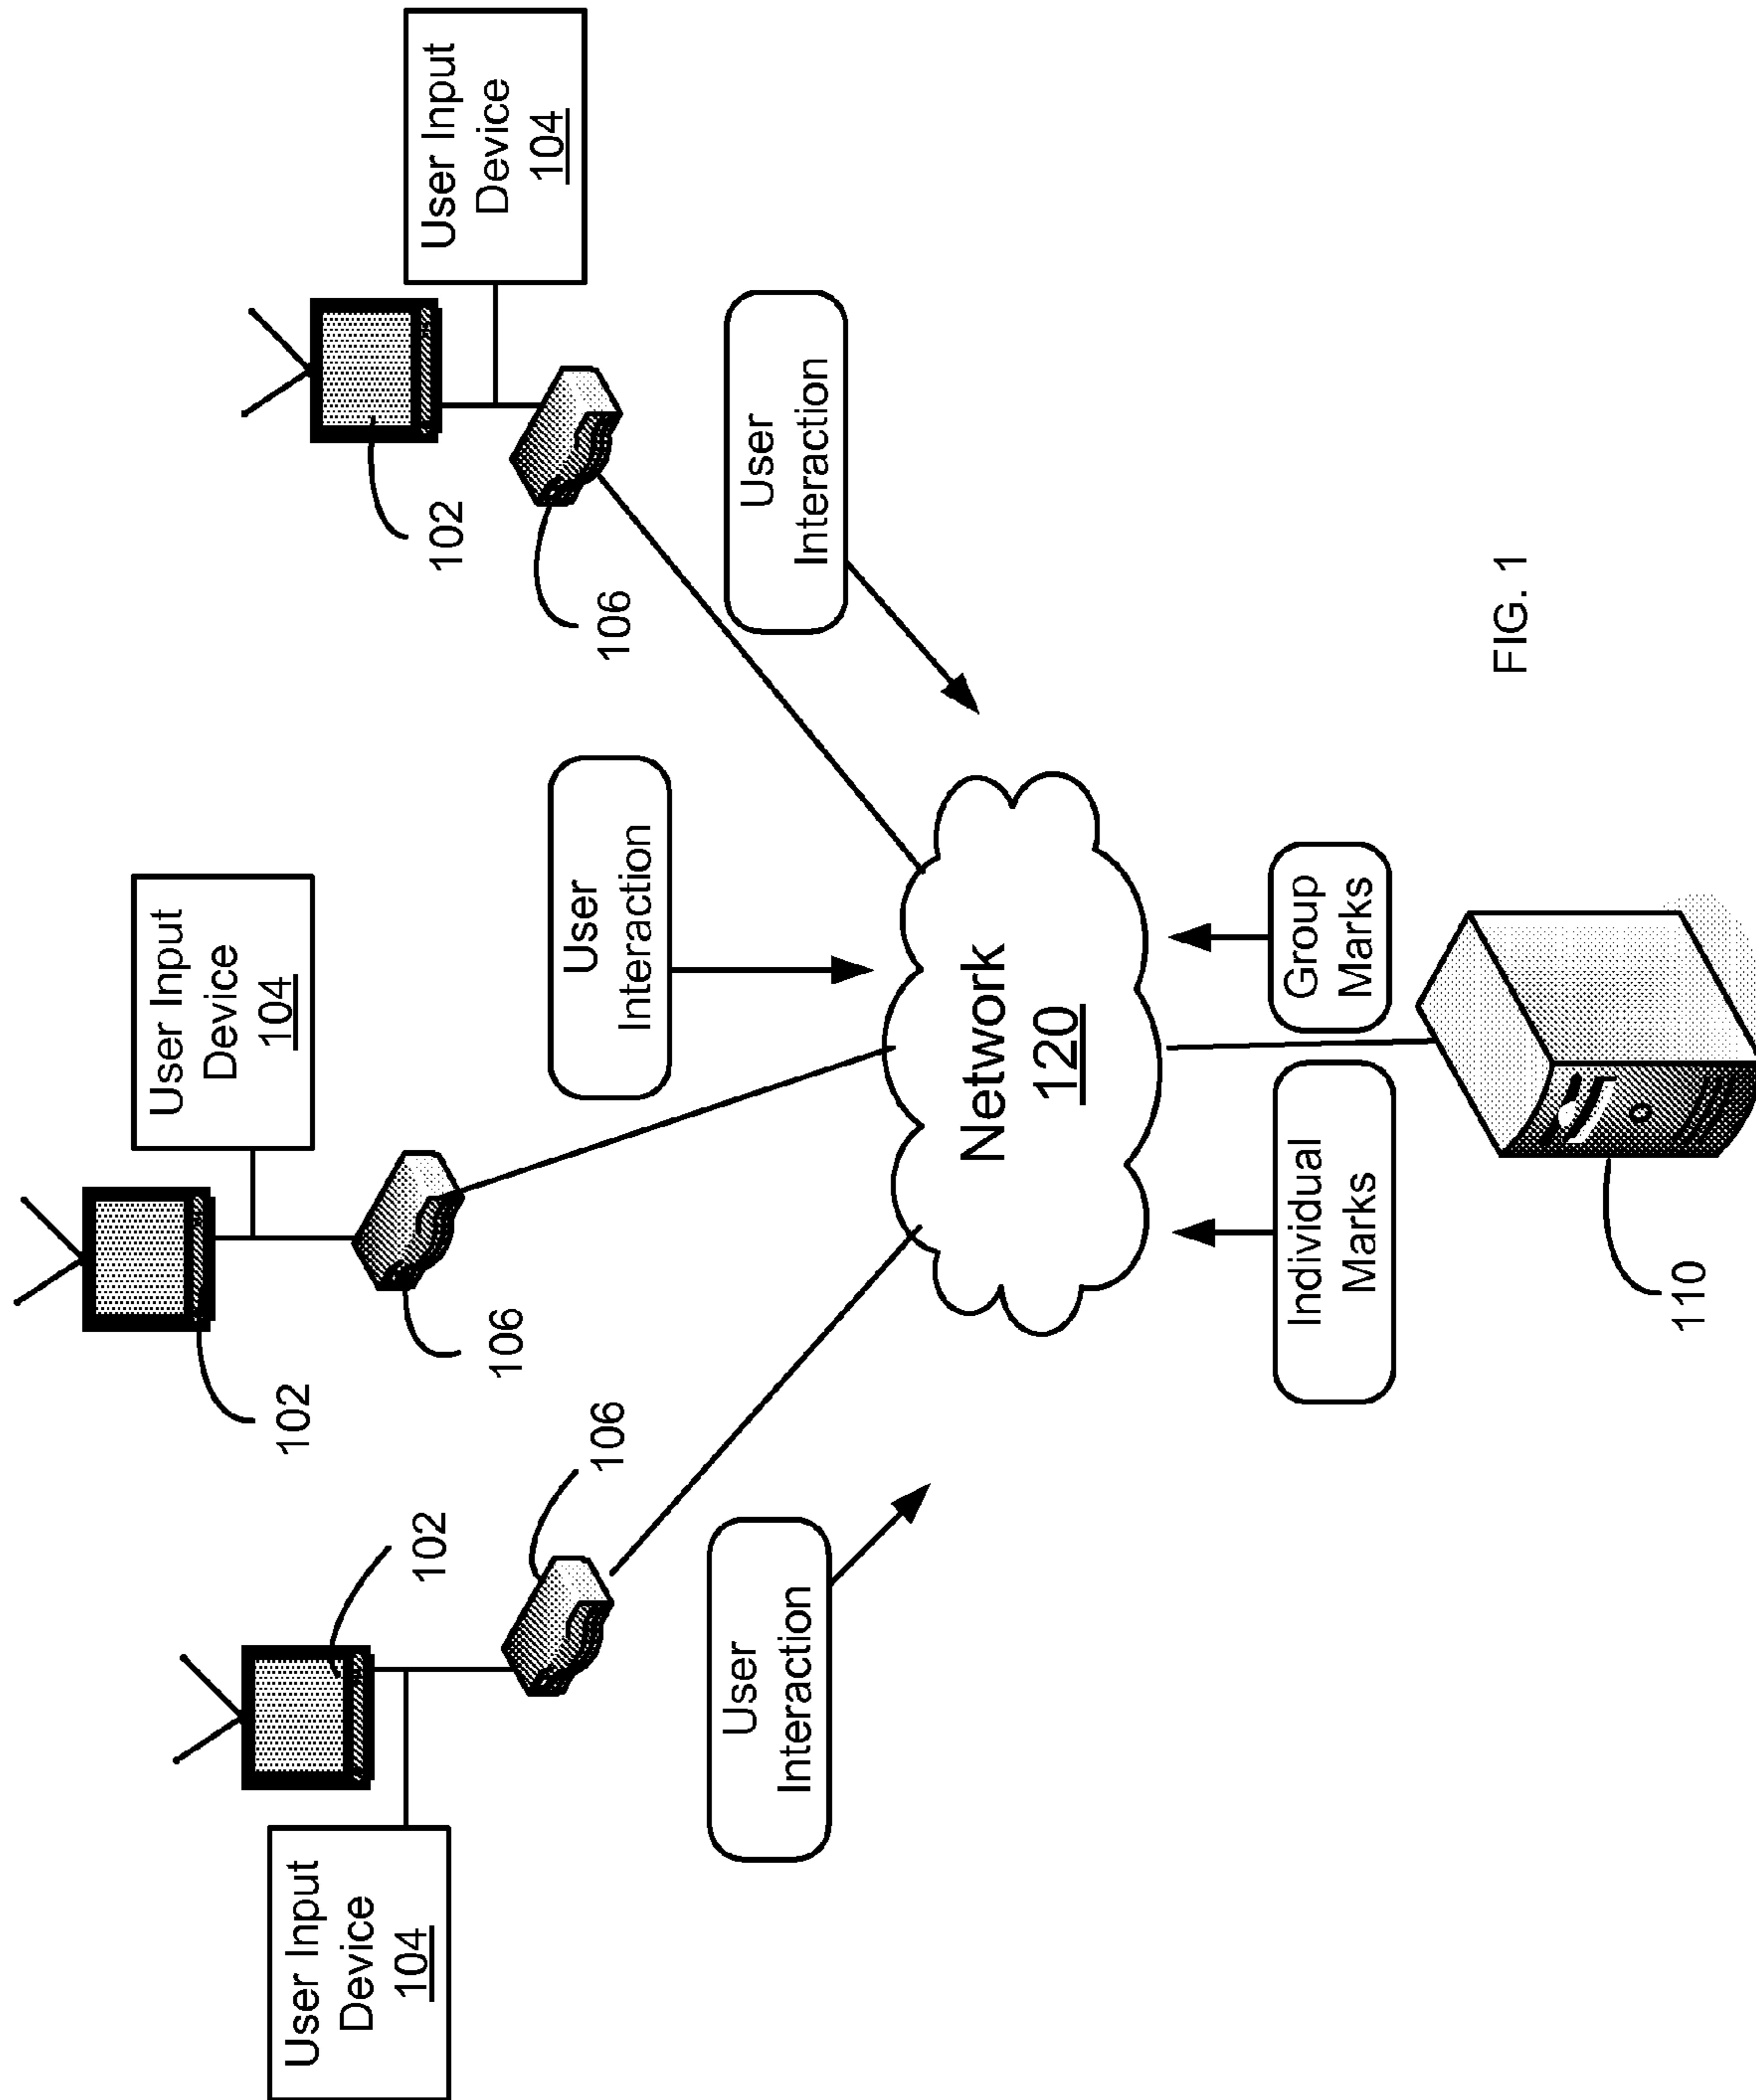 User Input
Device
104
102
User Input
Device
104
102
106
106
User Input
Device
104
102
106
User
Interaction
User
Interaction
User
Interaction
Network
120
Individual
Marks
Group
Marks
110
FIG. 1